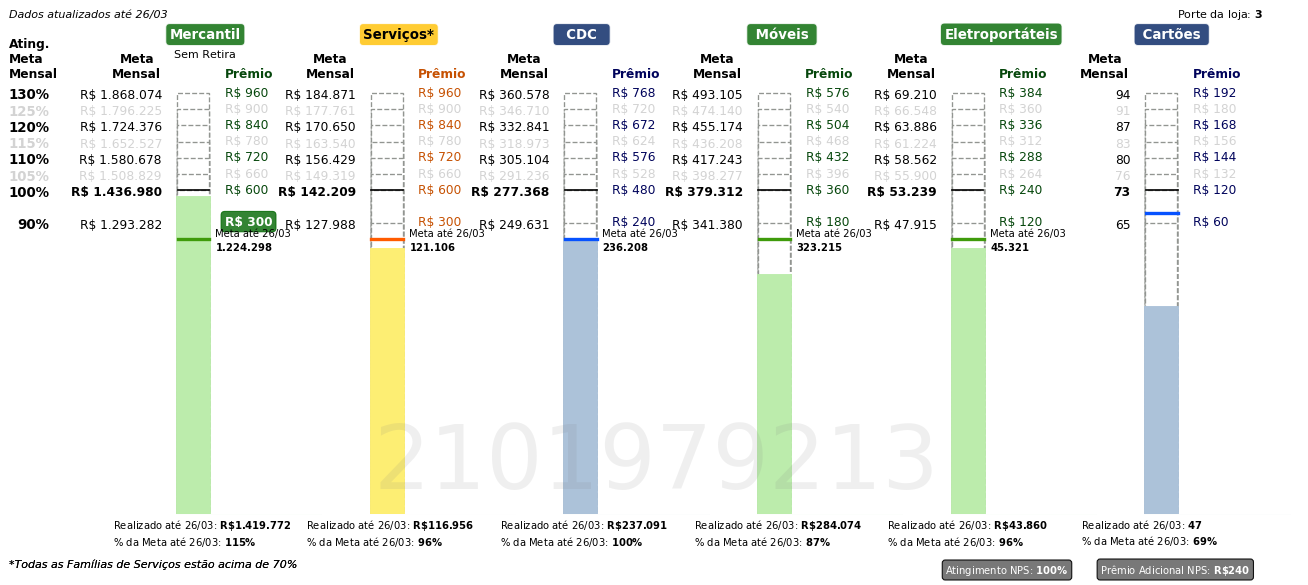 Dados atualizados até 26/03
Porte da loja: 3
Mercantil Serviços* CDC Móveis Eletroportáteis Cartões
Sem Retira
Ating. Meta Mensal
Meta Mensal Prêmio Meta Mensal Prêmio Meta Mensal Prêmio Meta Mensal Prêmio Meta Mensal Prêmio Meta Mensal Prêmio
130% R$ 1.868.074 R$ 960 R$ 184.871 R$ 960 R$ 360.578 R$ 768 R$ 493.105 R$ 576 R$ 69.210 R$ 384 94 R$ 192
125% R$ 1.796.225 R$ 900 R$ 177.761 R$ 900 R$ 346.710 R$ 720 R$ 474.140 R$ 540 R$ 66.548 R$ 360 91 R$ 180
120% R$ 1.724.376 R$ 840 R$ 170.650 R$ 840 R$ 332.841 R$ 672 R$ 455.174 R$ 504 R$ 63.886 R$ 336 87 R$ 168
115% R$ 1.652.527 R$ 780 R$ 163.540 R$ 780 R$ 318.973 R$ 624 R$ 436.208 R$ 468 R$ 61.224 R$ 312 83 R$ 156
110% R$ 1.580.678 R$ 720 R$ 156.429 R$ 720 R$ 305.104 R$ 576 R$ 417.243 R$ 432 R$ 58.562 R$ 288 80 R$ 144
105% R$ 1.508.829 R$ 660 R$ 149.319 R$ 660 R$ 291.236 R$ 528 R$ 398.277 R$ 396 R$ 55.900 R$ 264 76 R$ 132
100% R$ 1.436.980 R$ 600 R$ 142.209 R$ 600 R$ 277.368 R$ 480 R$ 379.312 R$ 360 R$ 53.239 R$ 240 73 R$ 120
90% R$ 1.293.282 R$ 300 R$ 127.988 R$ 300 R$ 249.631 R$ 240 R$ 341.380 R$ 180 R$ 47.915 R$ 120 65 R$ 60
Meta até 26/03 Meta até 26/03 Meta até 26/03 Meta até 26/03 Meta até 26/03
1.224.298 121.106 236.208 323.215 45.321
2101979213
Realizado até 26/03: R$1.419.772 Realizado até 26/03: R$116.956 Realizado até 26/03: R$237.091 Realizado até 26/03: R$284.074 Realizado até 26/03: R$43.860 Realizado até 26/03: 47
% da Meta até 26/03: 115% % da Meta até 26/03: 96% % da Meta até 26/03: 100% % da Meta até 26/03: 87% % da Meta até 26/03: 96% % da Meta até 26/03: 69%
*Todas as Famílias de Serviços estão acima de 70%
Atingimento NPS: 100% Prêmio Adicional NPS: R$240